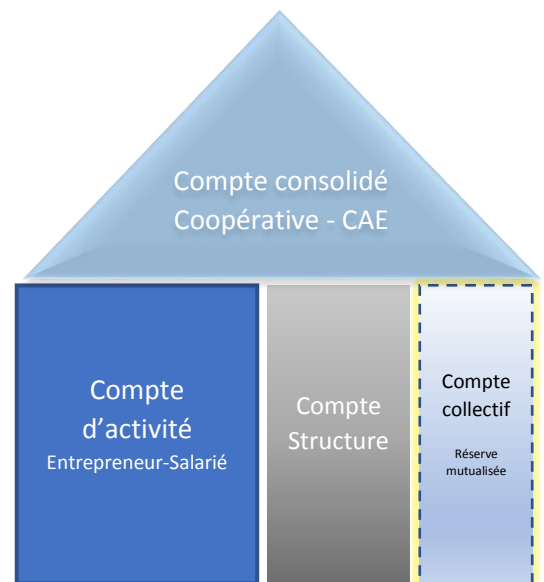 Compte consolidé
Coopérative - CAE
Compte
d’activité
Entrepreneur-Salarié
Compte
Structure
Compte
collectif
Réserve
mutualisée